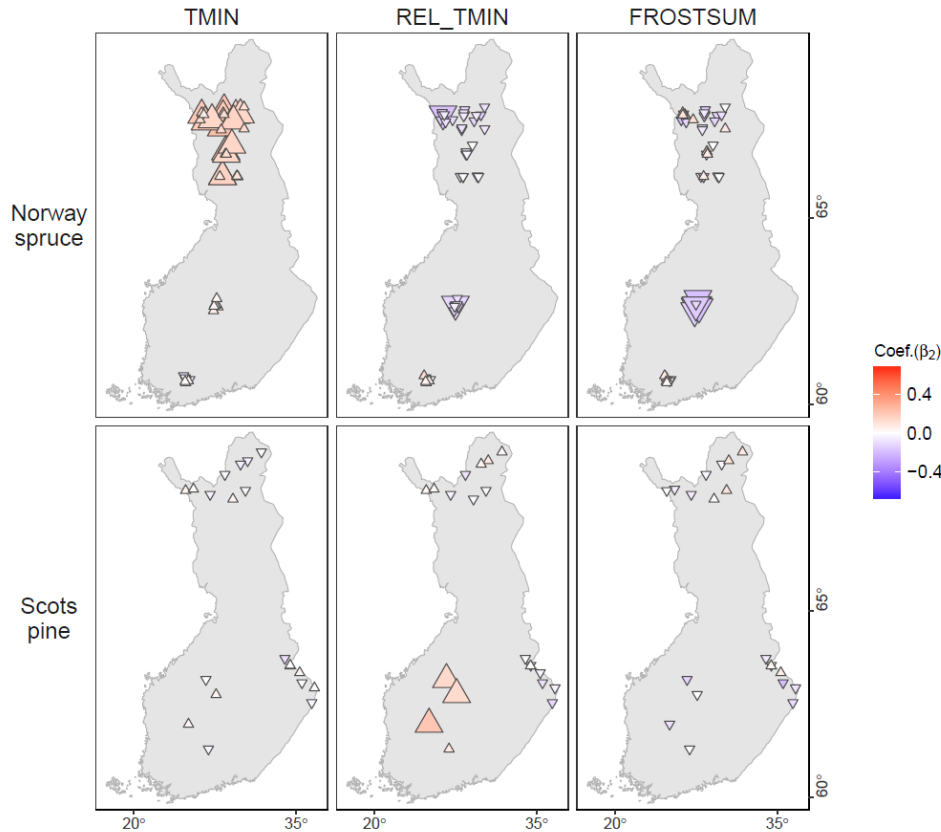 TMIN
REL_TMIN
FROSTSUM
Norway
spruce
65°
60°
Coef.(β₂)
0.4
0.0
−0.4
Scots
pine
65°
60°
20°
35°
20°
35°
20°
35°